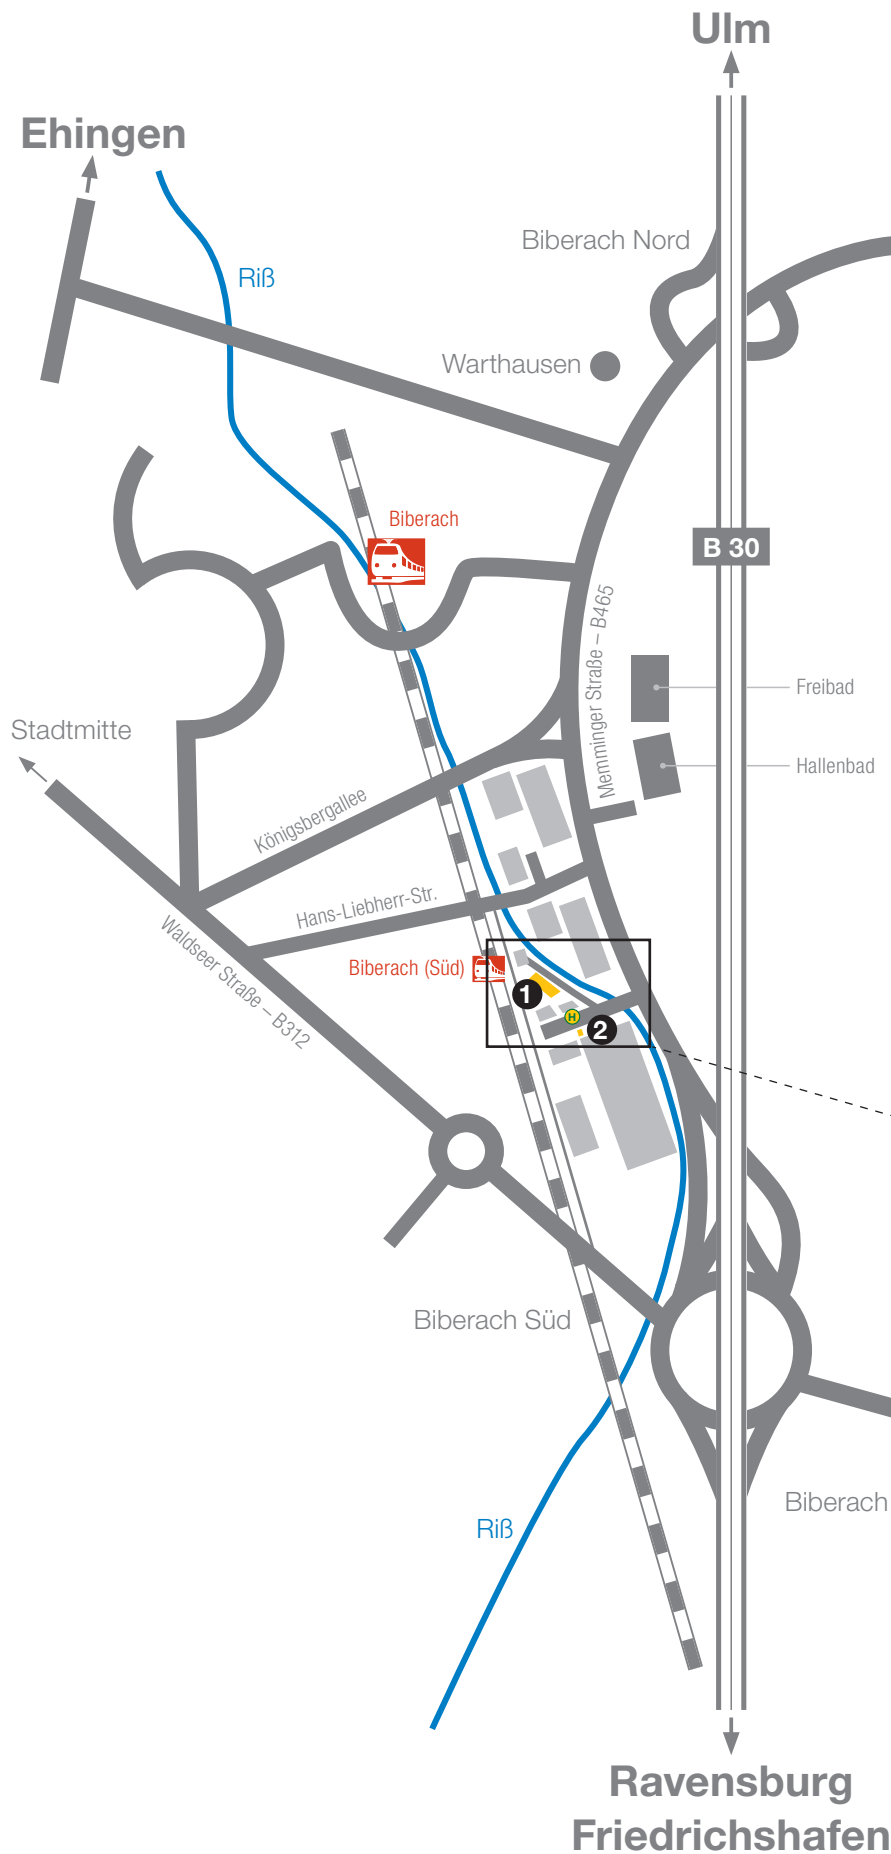 Ulm
Ehingen
Biberach Nord
Riß
Warthausen
Biberach
B 30
Memminger Straße – B465
Freibad
Stadtmitte
Hallenbad
Königsbergallee
Hans-Liebherr-Str.
Waldseer Straße – B312
Biberach (Süd)
1
H
2
Biberach Süd
Biberach
Riß
Ravensburg
Friedrichshafen